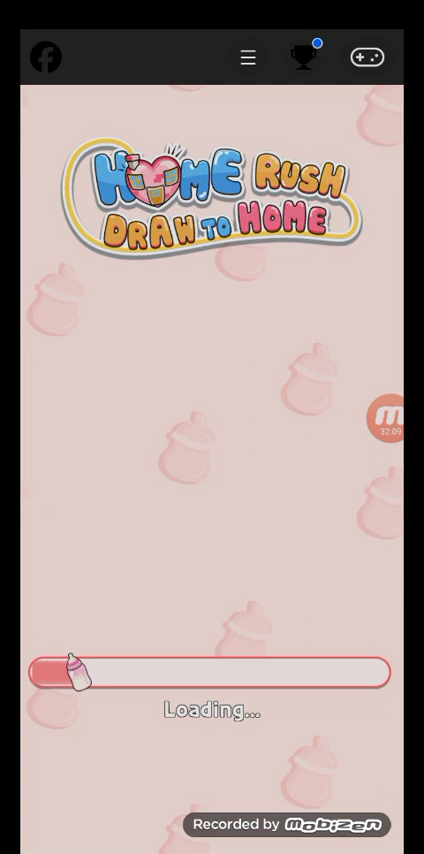 HOME RUSH
DRAW TO HOME
32:09
Loading...
Recorded by mobizen